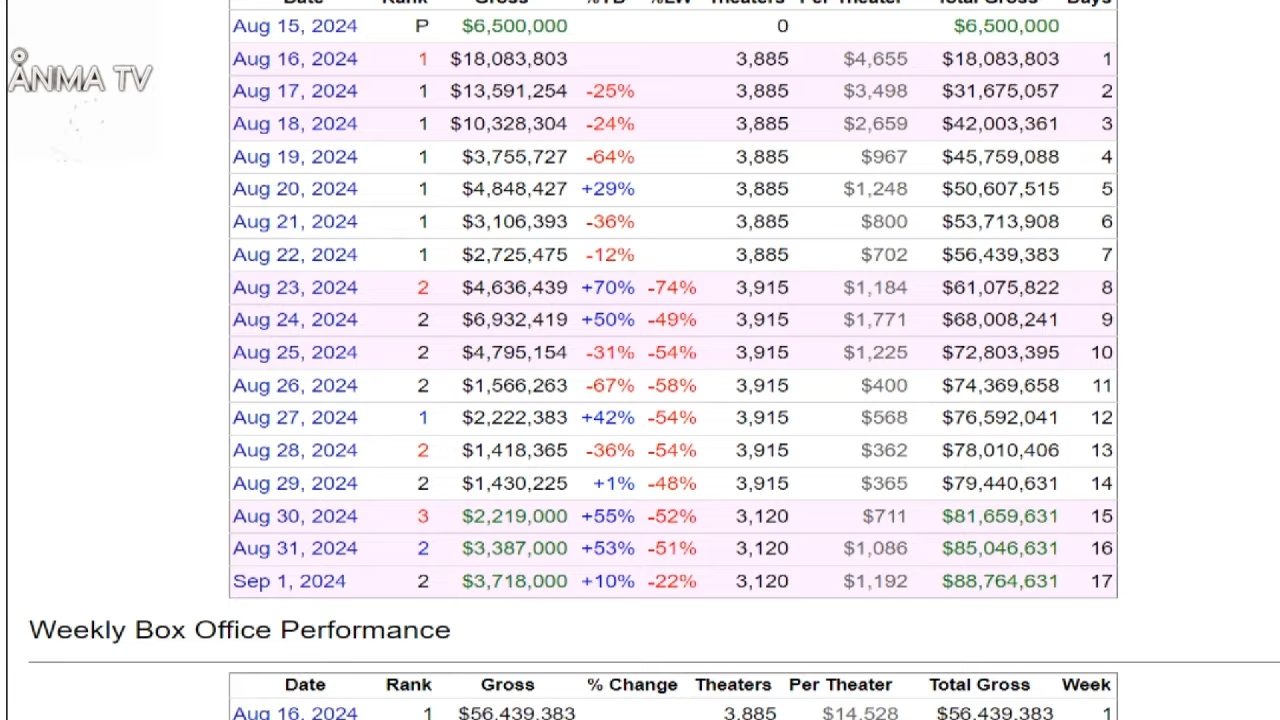 Date Rank Gross %YD %LW Theaters Per Theater Total Gross Days
Aug 15, 2024 P $6,500,000 0 $6,500,000
ANIMA TV
Aug 16, 2024 1 $18,083,803 3,885 $4,655 $18,083,803 1
Aug 17, 2024 1 $13,591,254 -25% 3,885 $3,498 $31,675,057 2
Aug 18, 2024 1 $10,328,304 -24% 3,885 $2,659 $42,003,361 3
Aug 19, 2024 1 $3,755,727 -64% 3,885 $967 $45,759,088 4
Aug 20, 2024 1 $4,848,427 +29% 3,885 $1,248 $50,607,515 5
Aug 21, 2024 1 $3,106,393 -36% 3,885 $800 $53,713,908 6
Aug 22, 2024 1 $2,725,475 -12% 3,885 $702 $56,439,383 7
Aug 23, 2024 2 $4,636,439 +70% -74% 3,915 $1,184 $61,075,822 8
Aug 24, 2024 2 $6,932,419 +50% -49% 3,915 $1,771 $68,008,241 9
Aug 25, 2024 2 $4,795,154 -31% -54% 3,915 $1,225 $72,803,395 10
Aug 26, 2024 2 $1,566,263 -67% -58% 3,915 $400 $74,369,658 11
Aug 27, 2024 1 $2,222,383 +42% -54% 3,915 $568 $76,592,041 12
Aug 28, 2024 2 $1,418,365 -36% -54% 3,915 $362 $78,010,406 13
Aug 29, 2024 2 $1,430,225 +1% -48% 3,915 $365 $79,440,631 14
Aug 30, 2024 3 $2,219,000 +55% -52% 3,120 $711 $81,659,631 15
Aug 31, 2024 2 $3,387,000 +53% -51% 3,120 $1,086 $85,046,631 16
Sep 1, 2024 2 $3,718,000 +10% -22% 3,120 $1,192 $88,764,631 17
Weekly Box Office Performance
Date Rank Gross % Change Theaters Per Theater Total Gross Week
Aug 16, 2024 1 $56,439,383 3,885 $14,528 $56,439,383 1